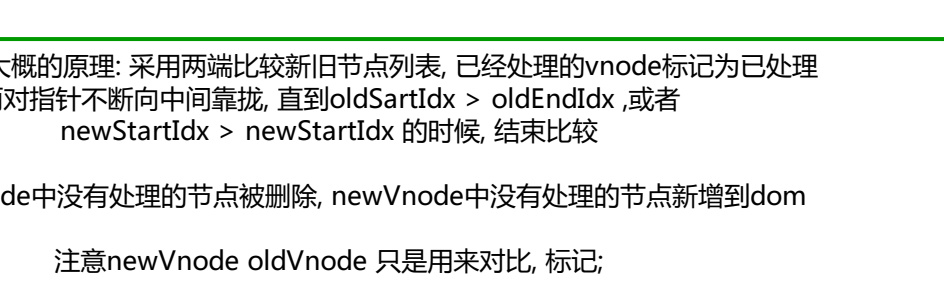 概的原理: 采用两端比较新旧节点列表, 已经处理的vnode标记为已处理
对指针不断向中间靠拢, 直到oldSartIdx > oldEndIdx ,或者
newStartIdx > newStartIdx 的时候, 结束比较
de中没有处理的节点被删除, newVnode中没有处理的节点新增到dom
注意newVnode oldVnode 只是用来对比, 标记;